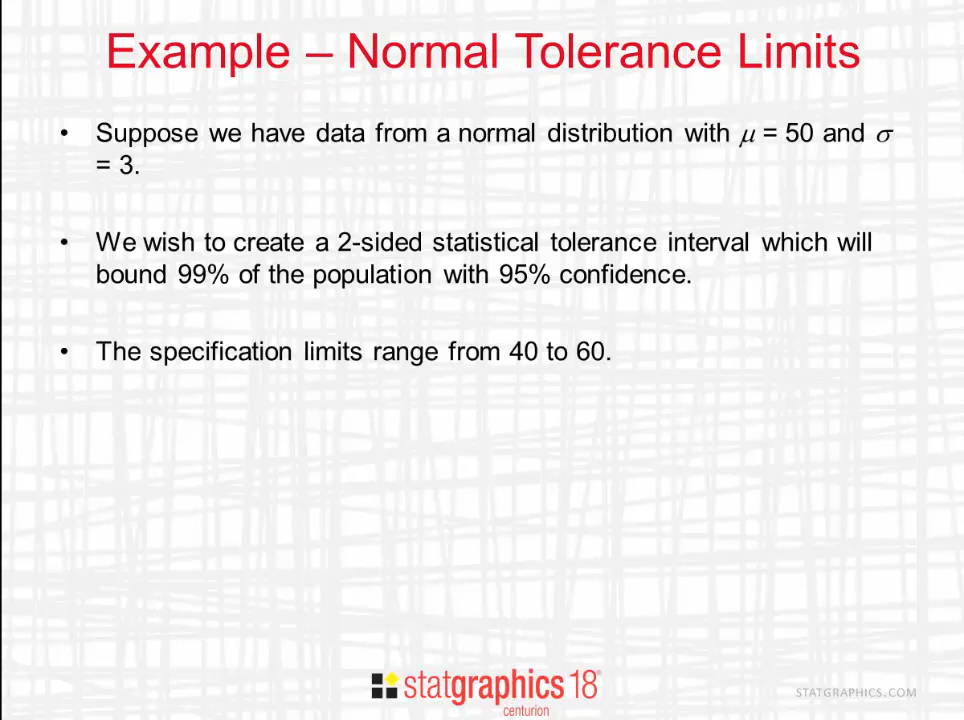 Example – Normal Tolerance Limits
• Suppose we have data from a normal distribution with μ = 50 and σ
= 3.
• We wish to create a 2-sided statistical tolerance interval which will
bound 99% of the population with 95% confidence.
• The specification limits range from 40 to 60.
statgraphics 18®
centurion
STATGRAPHICS.COM